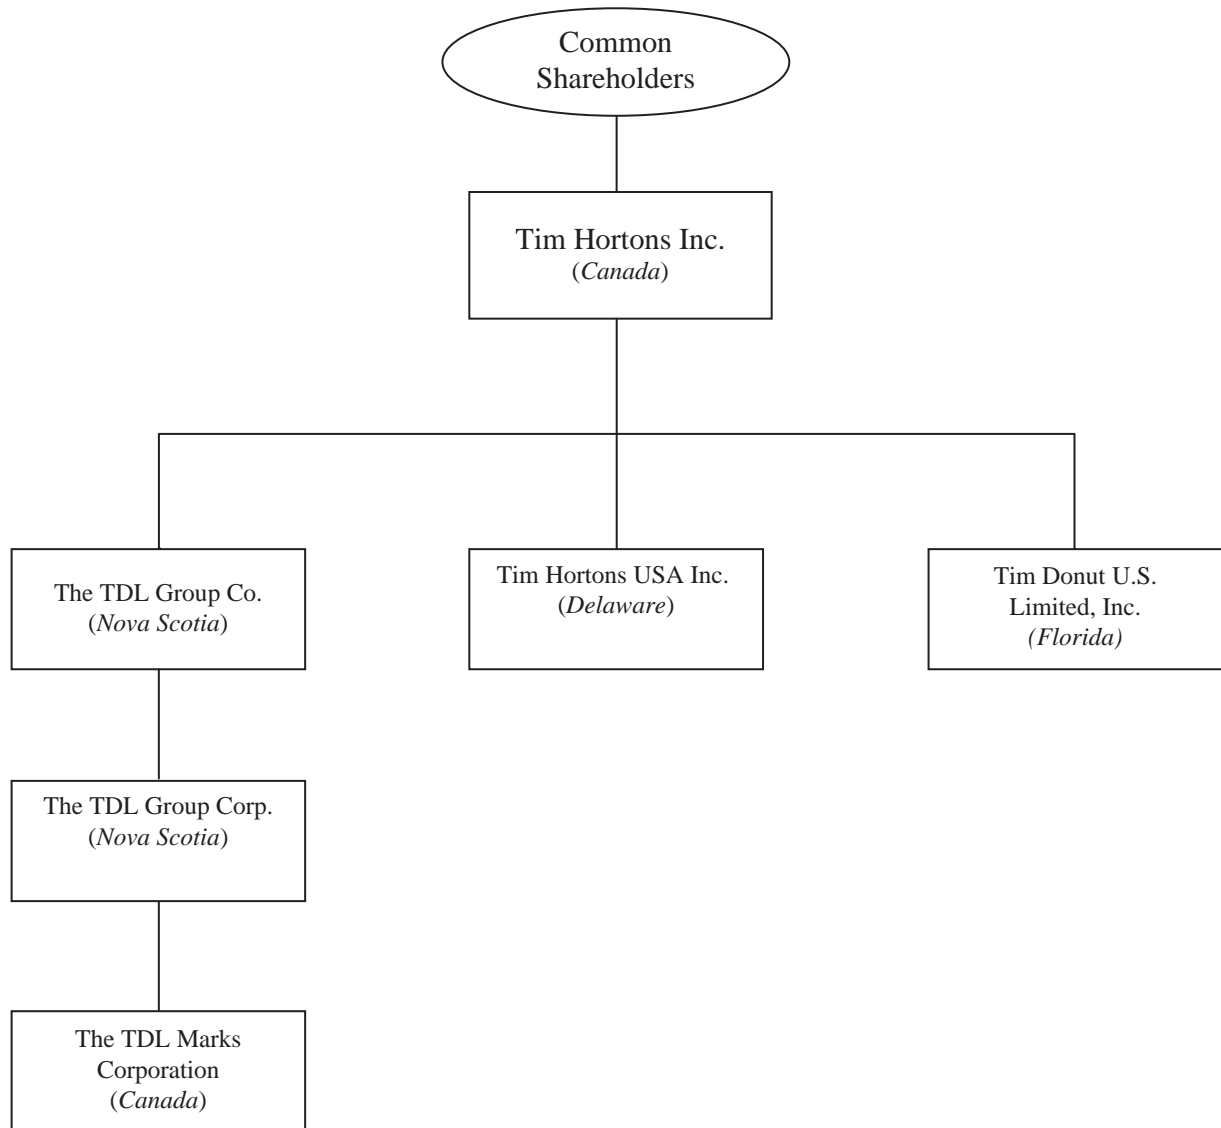 Common
Shareholders
Tim Hortons Inc.
(Canada)
The TDL Group Co.
(Nova Scotia)
Tim Hortons USA Inc.
(Delaware)
Tim Donut U.S.
Limited, Inc.
(Florida)
The TDL Group Corp.
(Nova Scotia)
The TDL Marks
Corporation
(Canada)